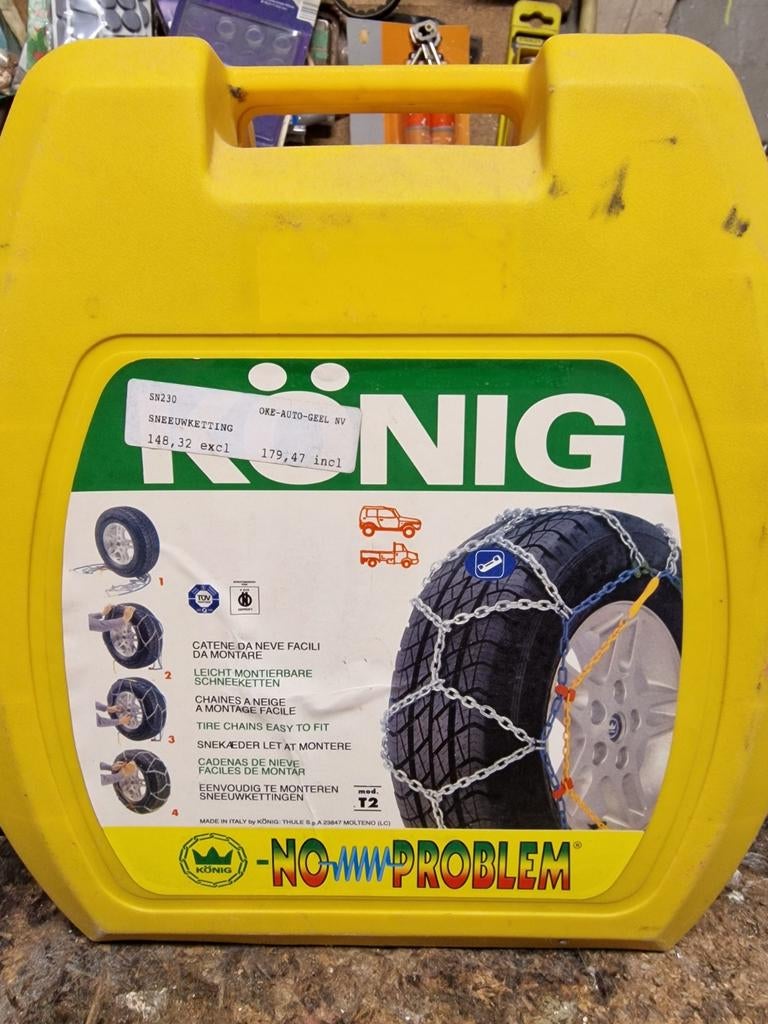 SN230
OKE-AUTO-GEEL NV
SNEEUWKETTING
148,32 excl
179,47 incl
KÖNIG
1
2
3
4
TÜV
CATENE DA NEVE FACILI
DA MONTARE
LEICHT MONTIERBARE
SCHNEEKETTEN
CHAINES A NEIGE
A MONTAGE FACILE
TIRE CHAINS EASY TO FIT
SNEKÆDER LET AT MONTERE
CADENAS DE NIEVE
FACILES DE MONTAR
EENVOUDIG TE MONTEREN
SNEEUWKETTINGEN
mod.
T2
MADE IN ITALY by KÖNIG: THULE S.p.A 23847 MOLTENO (LC)
KÖNIG
-NO PROBLEM®